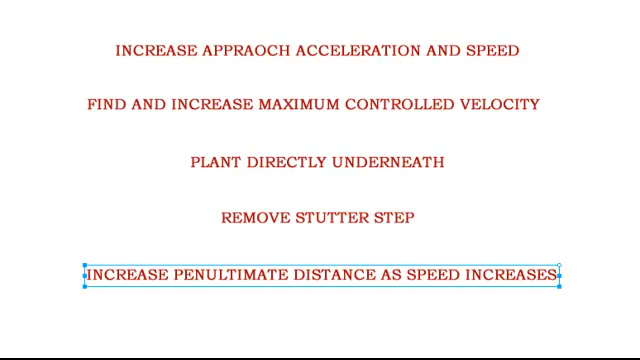 INCREASE APPRAOCH ACCELERATION AND SPEED
FIND AND INCREASE MAXIMUM CONTROLLED VELOCITY
PLANT DIRECTLY UNDERNEATH
REMOVE STUTTER STEP
INCREASE PENULTIMATE DISTANCE AS SPEED INCREASES